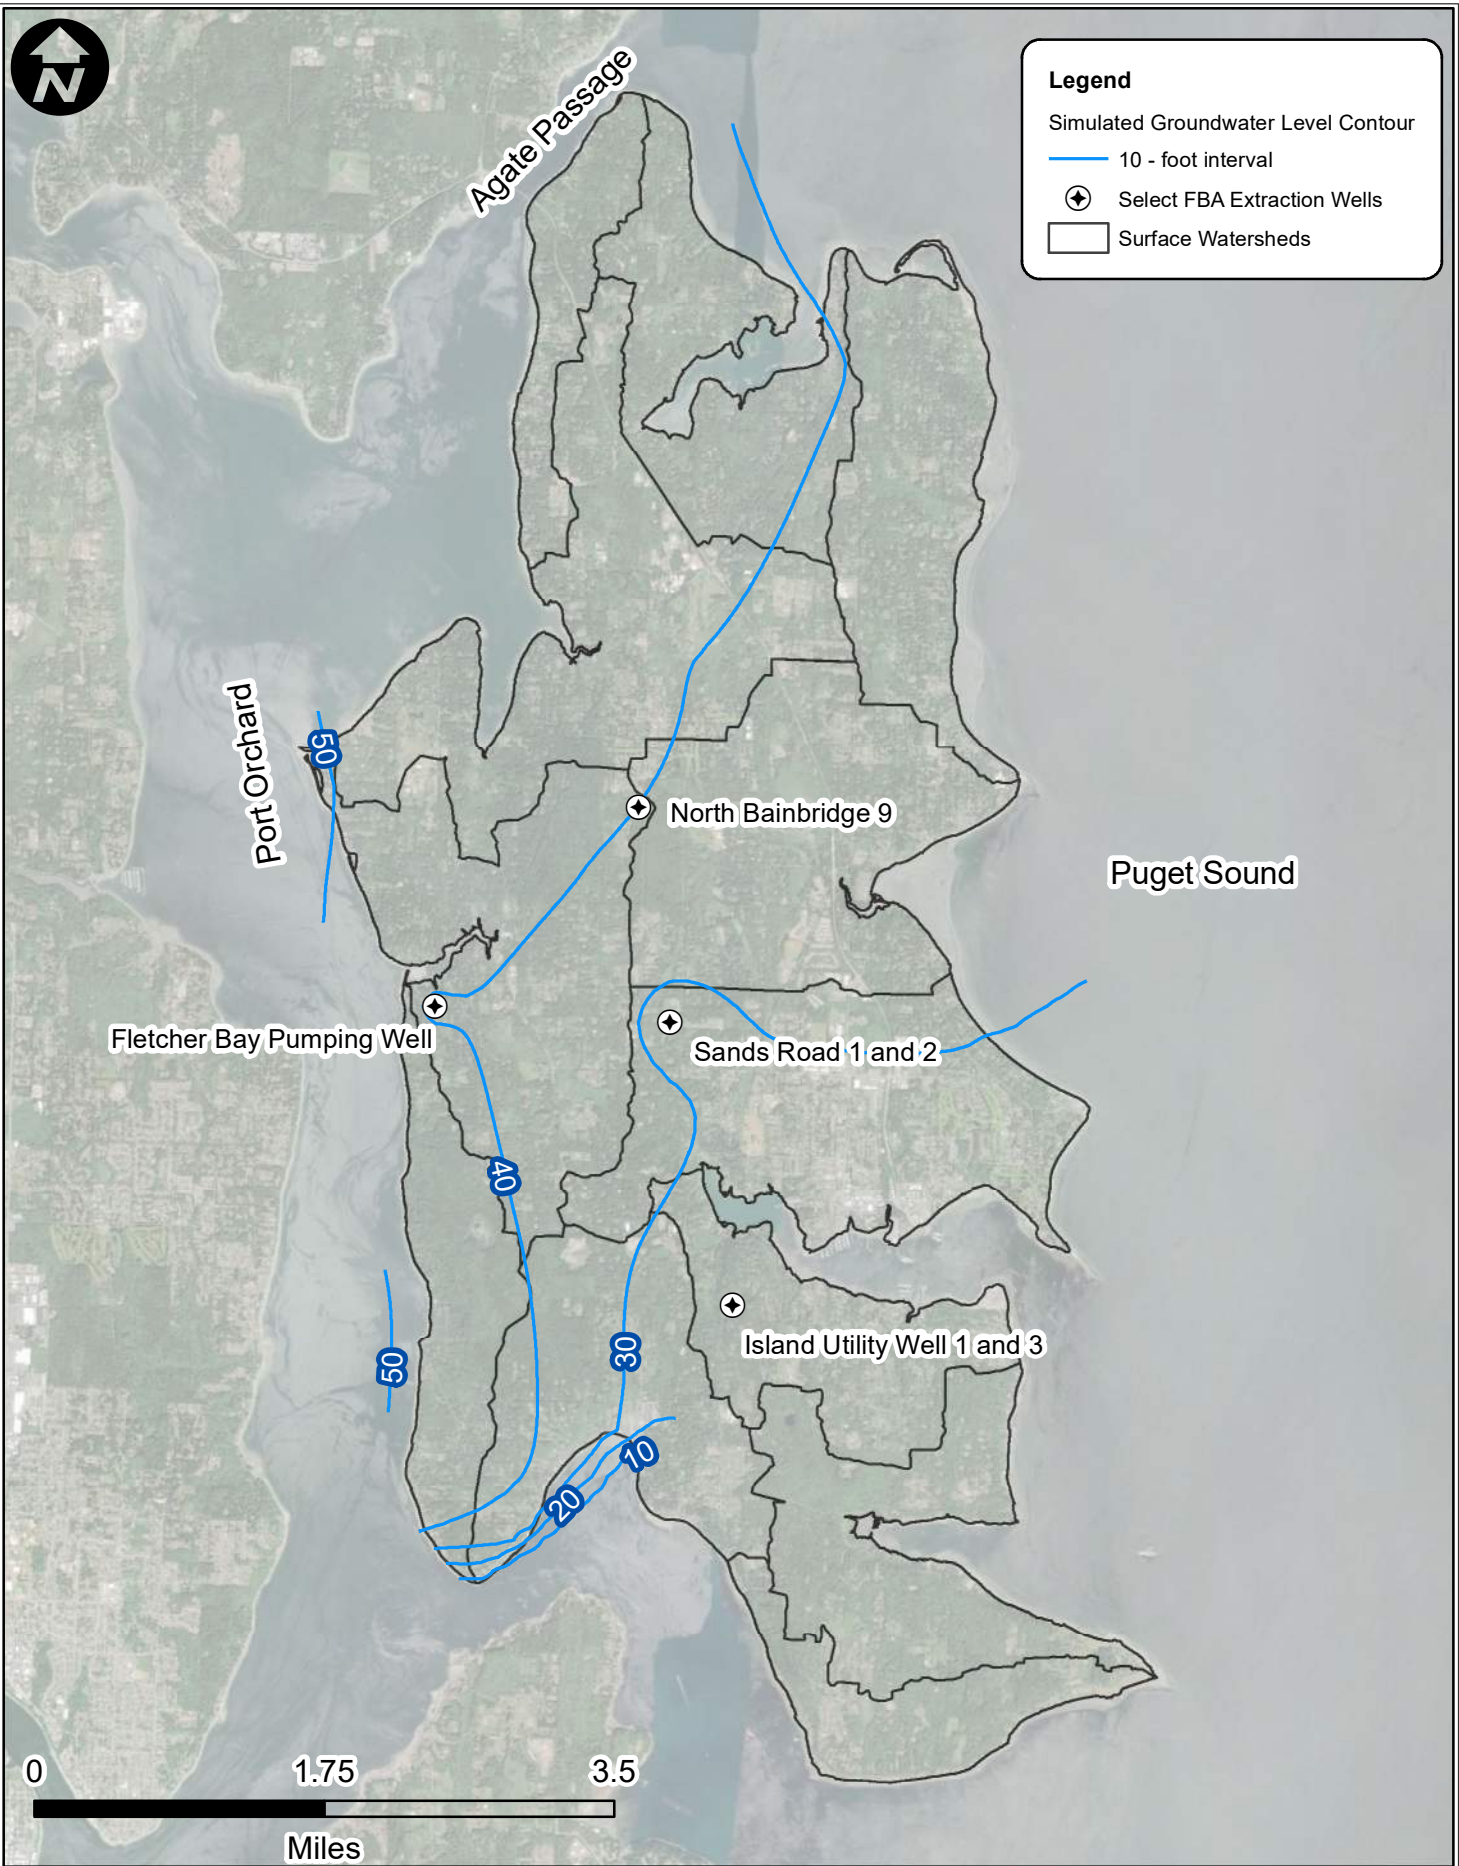 N
Agate Passage
Legend
Simulated Groundwater Level Contour
10 - foot interval
Select FBA Extraction Wells
Surface Watersheds
Port Orchard
50
North Bainbridge 9
Puget Sound
Fletcher Bay Pumping Well
Sands Road 1 and 2
40
Island Utility Well 1 and 3
30
50
10
20
0 1.75 3.5
Miles